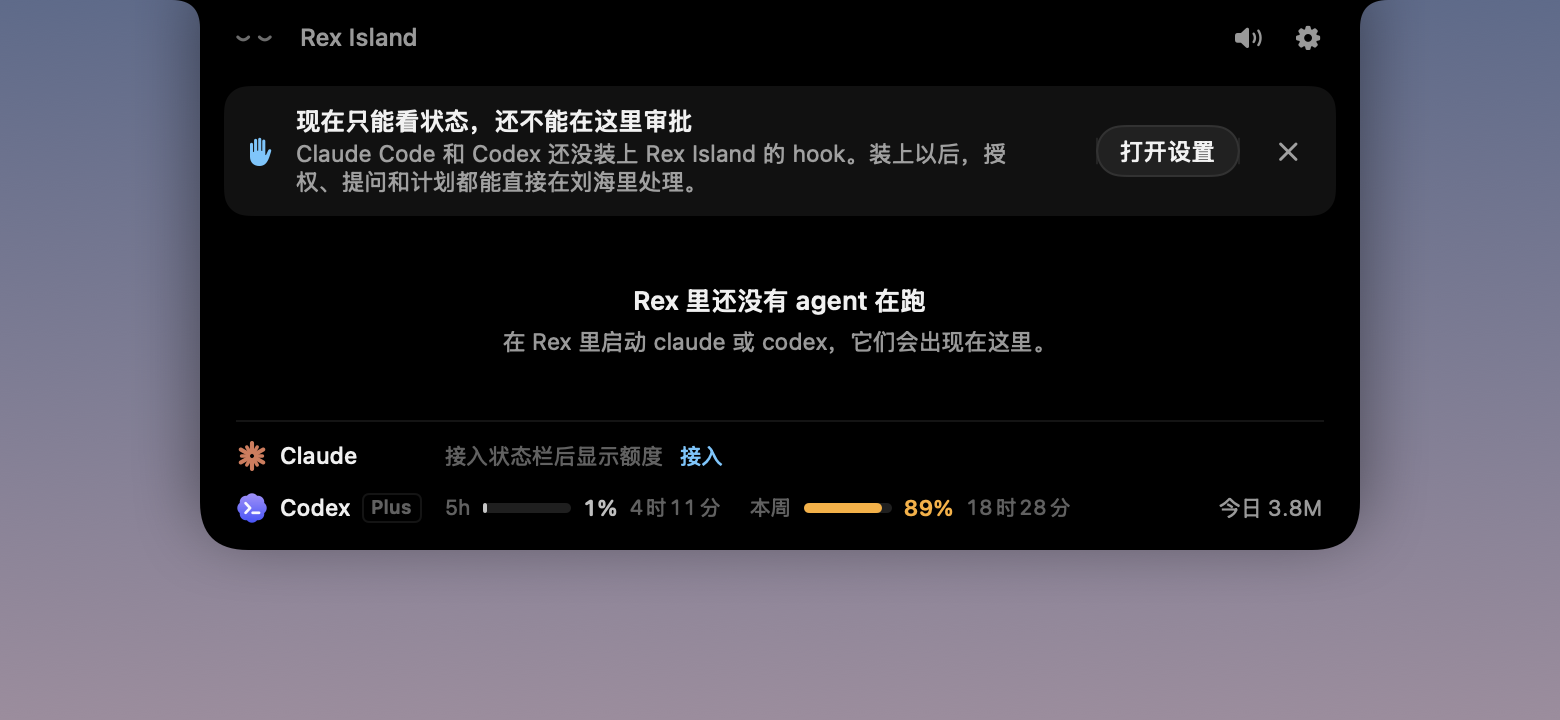 Rex Island
现在只能看状态，还不能在这里审批
Claude Code 和 Codex 还没装上 Rex Island 的 hook。装上以后，授
权、提问和计划都能直接在刘海里处理。
打开设置
Rex 里还没有 agent 在跑
在 Rex 里启动 claude 或 codex，它们会出现在这里。
Claude 接入状态栏后显示额度 接入
Codex Plus 5h 1% 4时11分 本周 89% 18时28分 今日 3.8M